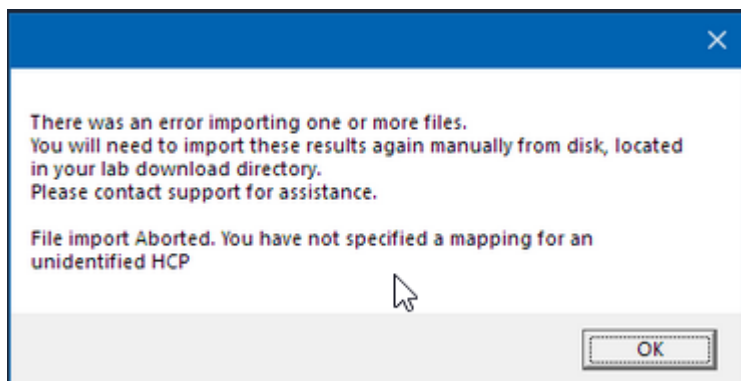 There was an error importing one or more files.
You will need to import these results again manually from disk, located
in your lab download directory.
Please contact support for assistance.
File import Aborted. You have not specified a mapping for an
unidentified HCP
OK